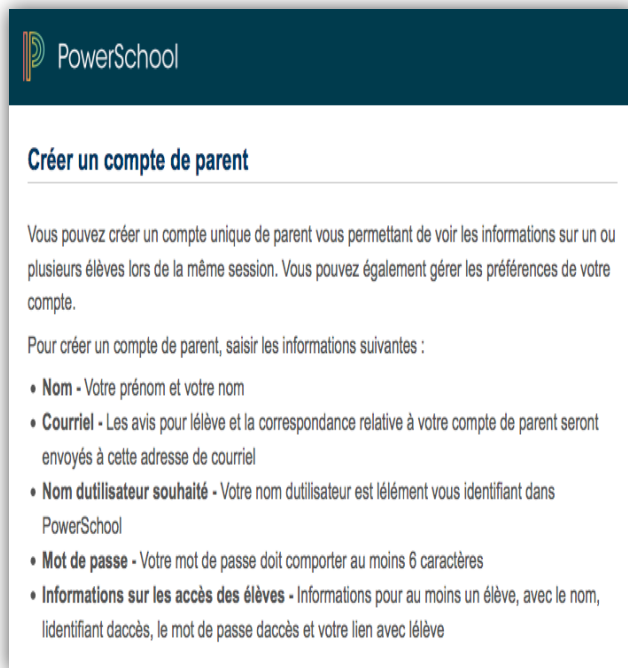 PowerSchool
Créer un compte de parent
Vous pouvez créer un compte unique de parent vous permettant de voir les informations sur un ou
plusieurs élèves lors de la même session. Vous pouvez également gérer les préférences de votre
compte.
Pour créer un compte de parent, saisir les informations suivantes :
• Nom - Votre prénom et votre nom
• Courriel - Les avis pour lélève et la correspondance relative à votre compte de parent seront
envoyés à cette adresse de courriel
• Nom dutilisateur souhaité - Votre nom dutilisateur est lélément vous identifiant dans
PowerSchool
• Mot de passe - Votre mot de passe doit comporter au moins 6 caractères
• Informations sur les accès des élèves - Informations pour au moins un élève, avec le nom,
lidentifiant daccès, le mot de passe daccès et votre lien avec lélève